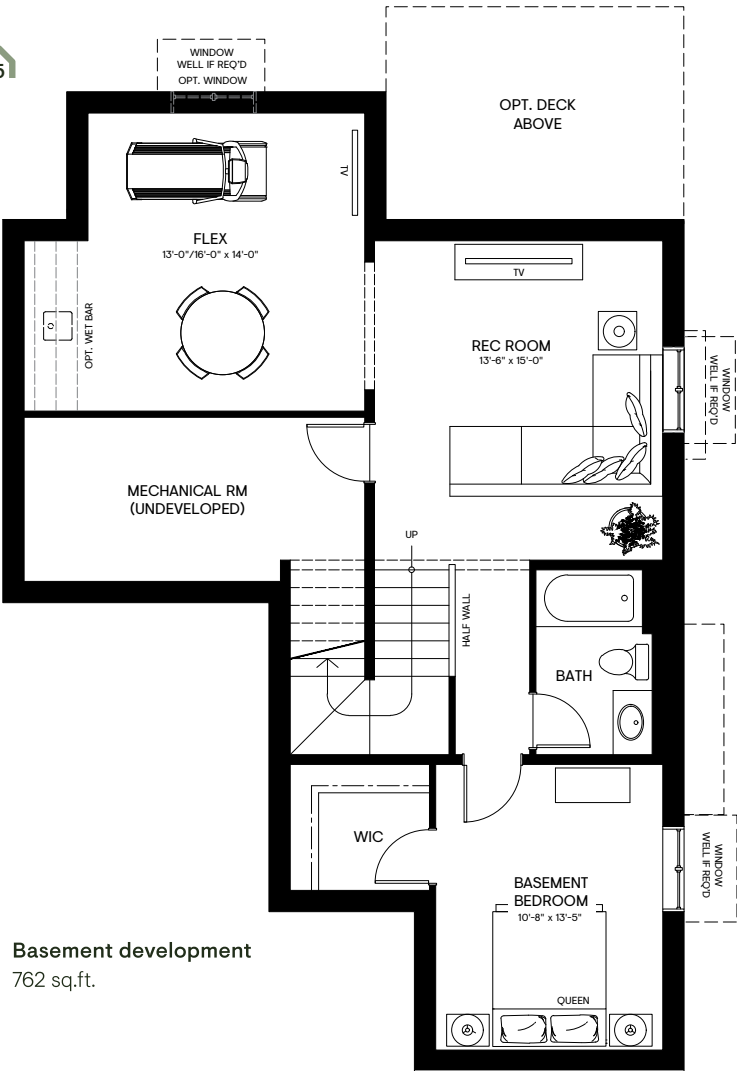 5
WINDOW
WELL IF REQ'D
OPT. WINDOW
OPT. DECK
ABOVE
TV
FLEX
13'-0"/16'-0" x 14'-0"
OPT. WET BAR
TV
REC ROOM
13'-6" x 15'-0"
WINDOW
WELL IF REQ'D
MECHANICAL RM
(UNDEVELOPED)
UP
HALF WALL
BATH
WIC
WINDOW
WELL IF REQ'D
BASEMENT
BEDROOM
10'-8" x 13'-5"
QUEEN
Basement development
762 sq.ft.